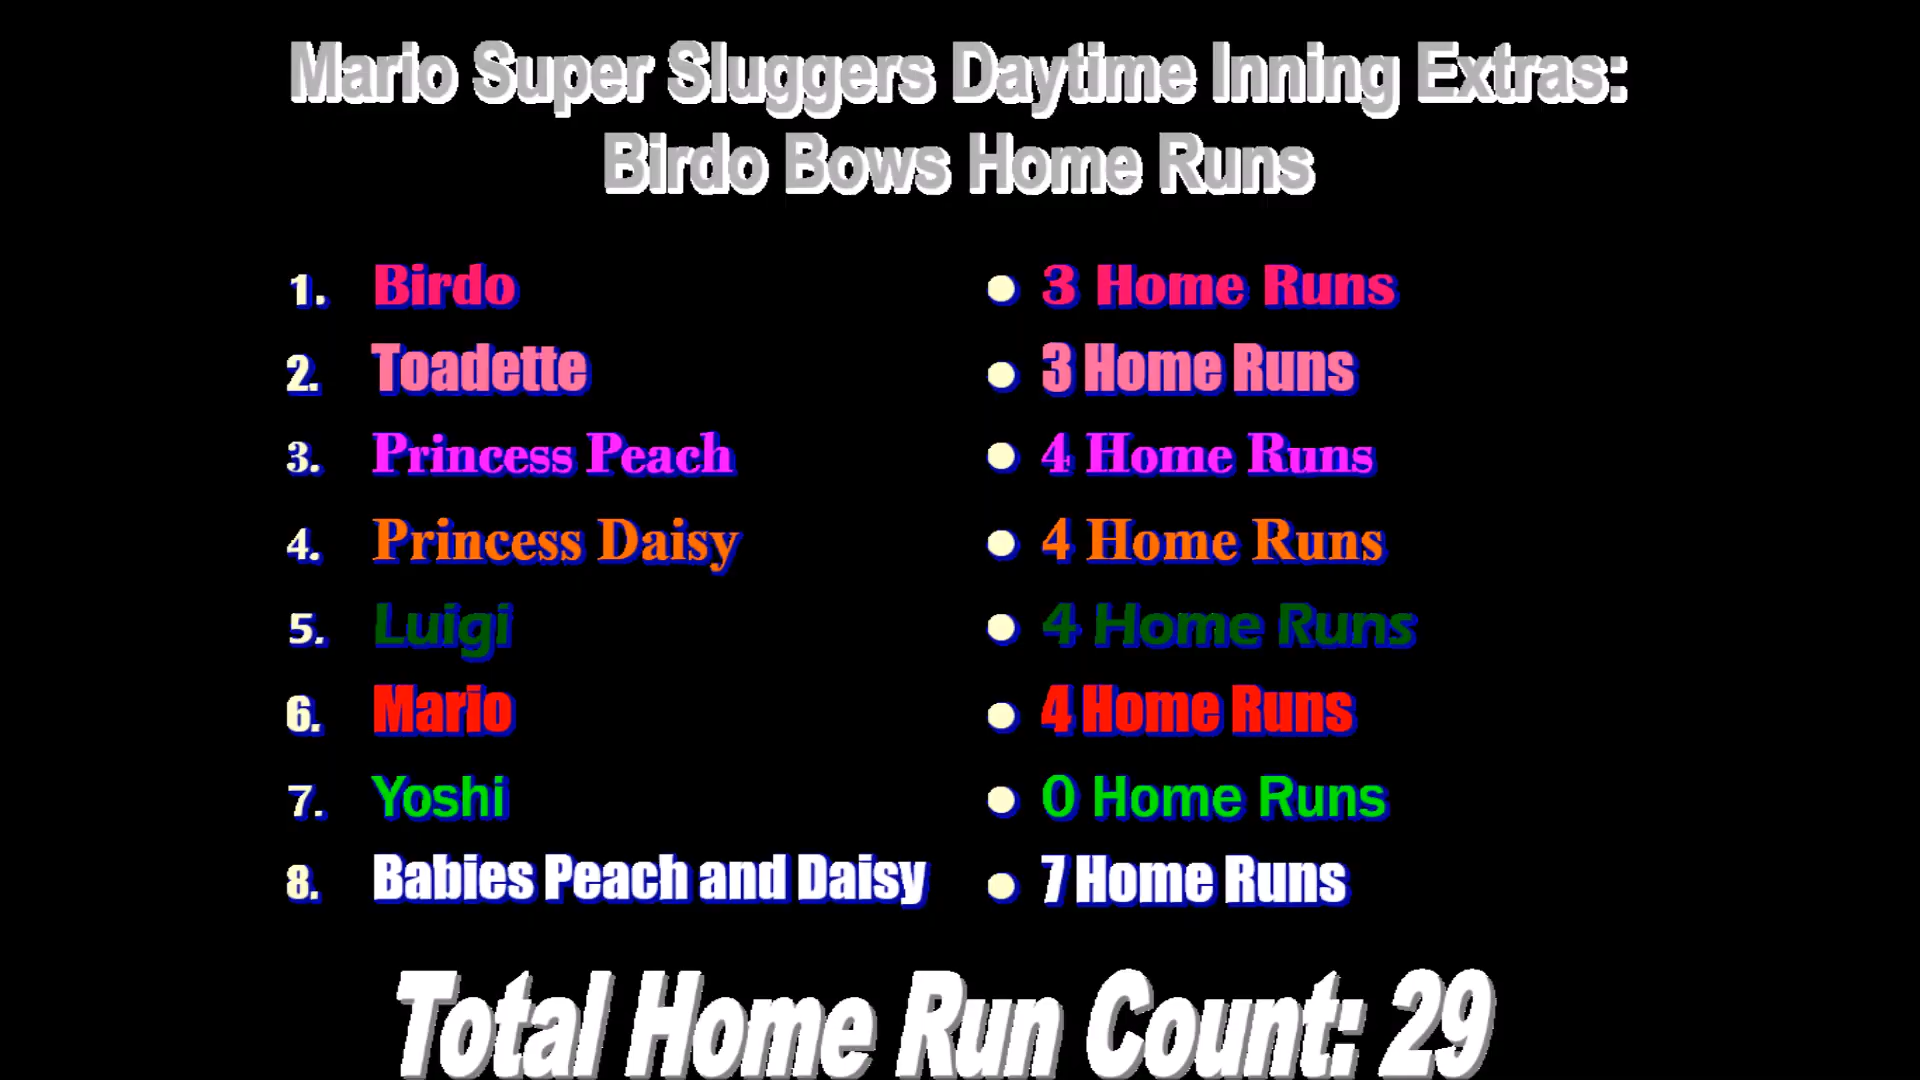 Mario Super Sluggers Daytime Inning Extras:
Birdo Bows Home Runs
1. Birdo ● 3 Home Runs
2. Toadette ● 3 Home Runs
3. Princess Peach ● 4 Home Runs
4. Princess Daisy ● 4 Home Runs
5. Luigi ● 4 Home Runs
6. Mario ● 4 Home Runs
7. Yoshi ● 0 Home Runs
8. Babies Peach and Daisy ● 7 Home Runs
Total Home Run Count: 29